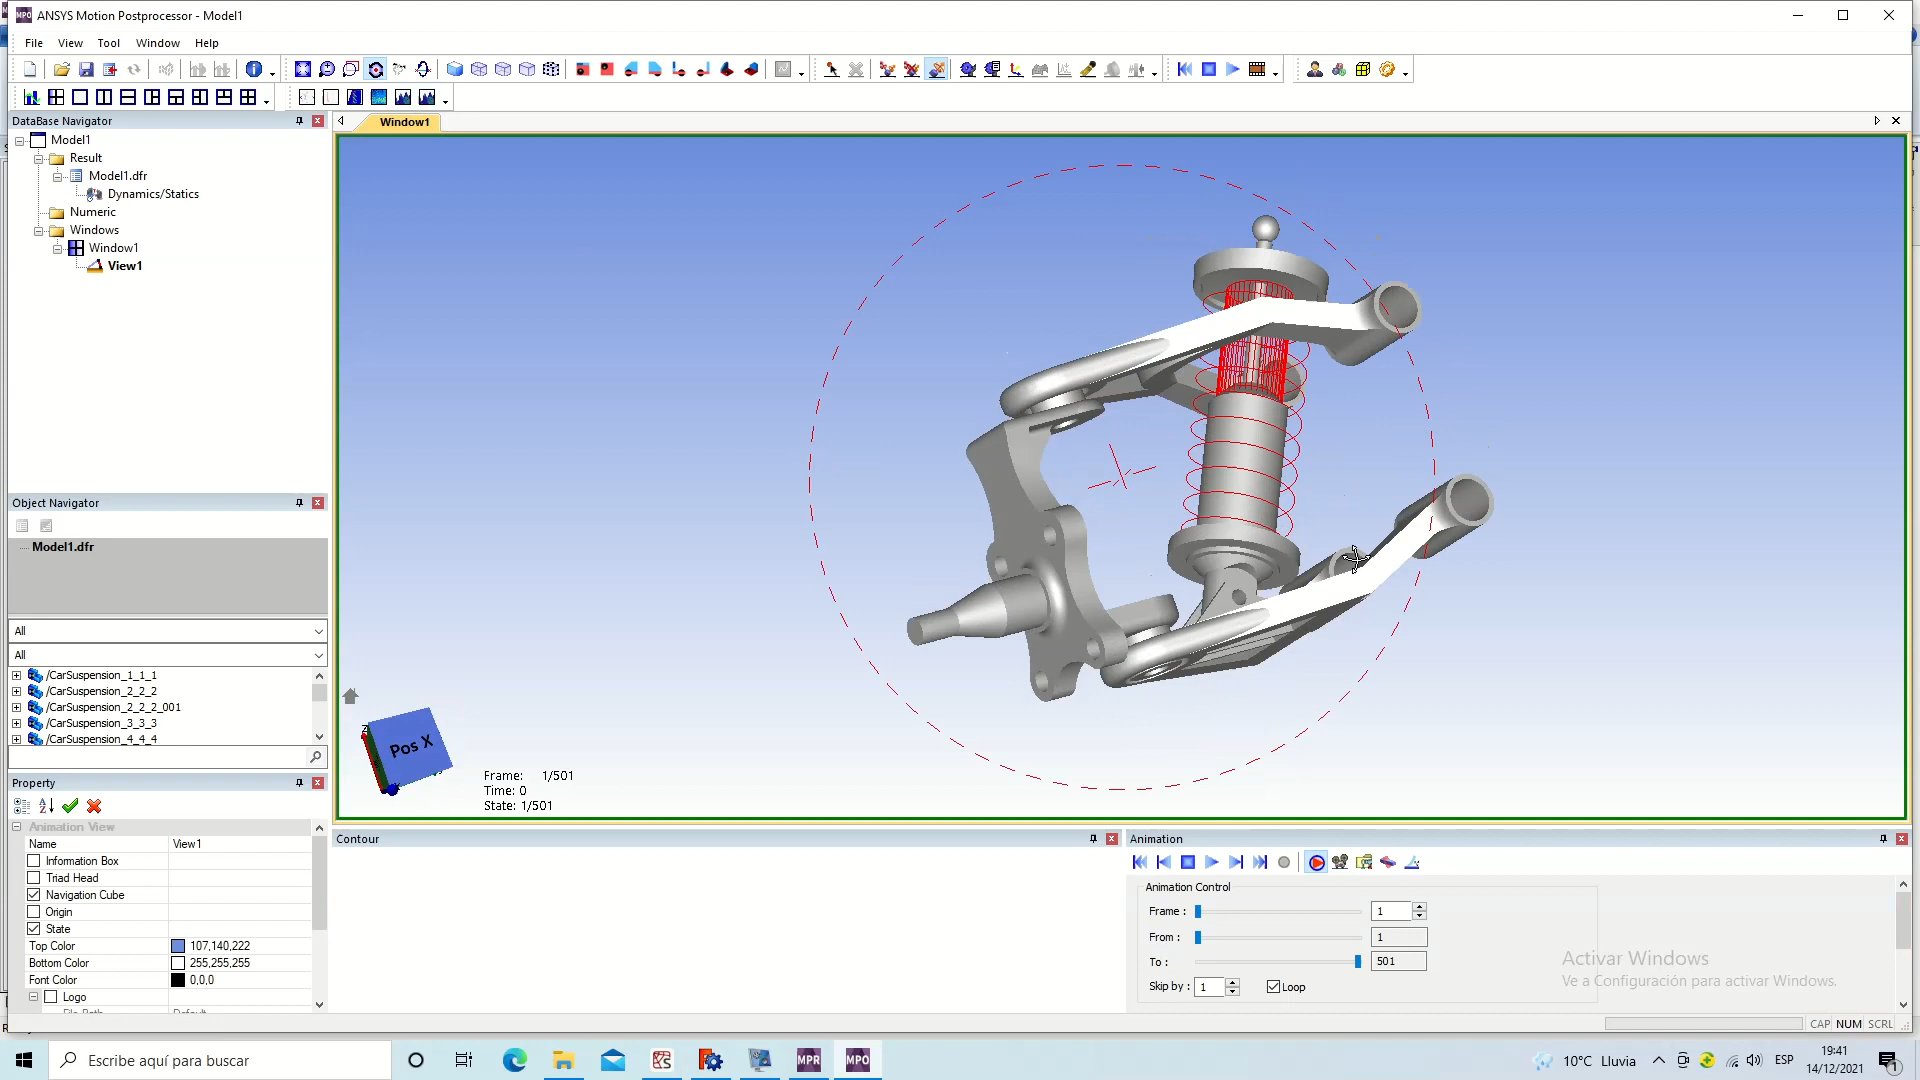 ANSYS Motion Postprocessor - Model1
File View Tool Window Help
DataBase Navigator
Window1
Model1
Result
Model1.dfr
Dynamics/Statics
Numeric
Windows
Window1
View1
Object Navigator
Model1.dfr
All
All
/CarSuspension_1_1_1
/CarSuspension_2_2_2
/CarSuspension_2_2_2_001
/CarSuspension_3_3_3
/CarSuspension_4_4_4
Pos X
Z
Frame: 1/501
Time: 0
State: 1/501
Property
Animation View
Name View1
Information Box
Triad Head
Navigation Cube
Origin
State
Top Color 107,140,222
Bottom Color 255,255,255
Font Color 0,0,0
Logo
Contour
Animation
Animation Control
Frame : 1
From : 1
To : 501
Skip by : 1 Loop
Activar Windows
Ve a Configuración para activar Windows.
CAP NUM SCRL
Escribe aquí para buscar
MPR
MPO
10°C Lluvia
ESP
19:41
14/12/2021
1